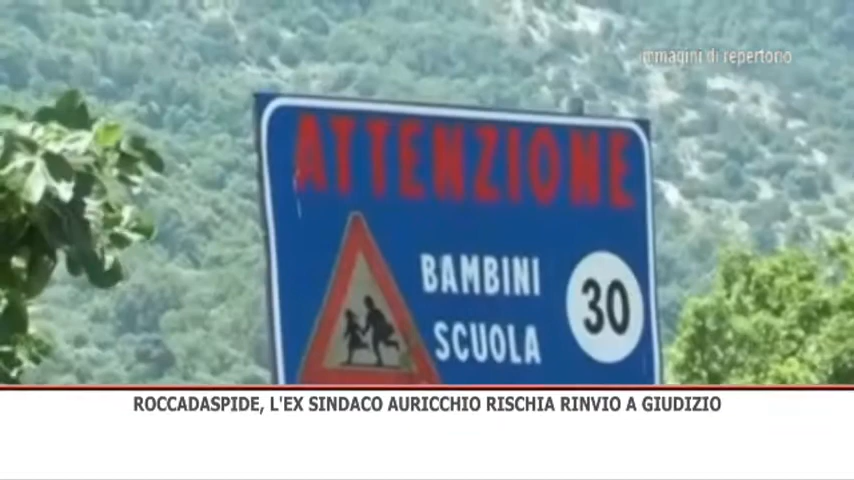 immagini di repertorio
ATTENZIONE
BAMBINI
SCUOLA
30
ROCCADASPIDE, L'EX SINDACO AURICCHIO RISCHIA RINVIO A GIUDIZIO